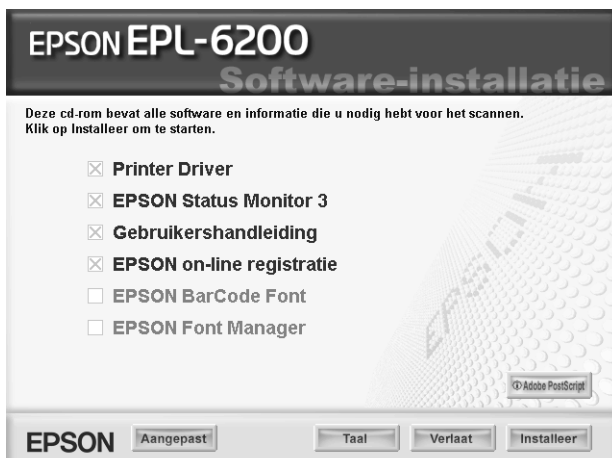 EPSON EPL-6200
Software-installatie
Deze cd-rom bevat alle software en informatie die u nodig hebt voor het scannen.
Klik op Installeer om te starten.
Printer Driver
EPSON Status Monitor 3
Gebruikershandleiding
EPSON on-line registratie
EPSON BarCode Font
EPSON Font Manager
EPSON
Adobe PostScript
EPSON
Aangepast
Taal
Verlaat
Installeer